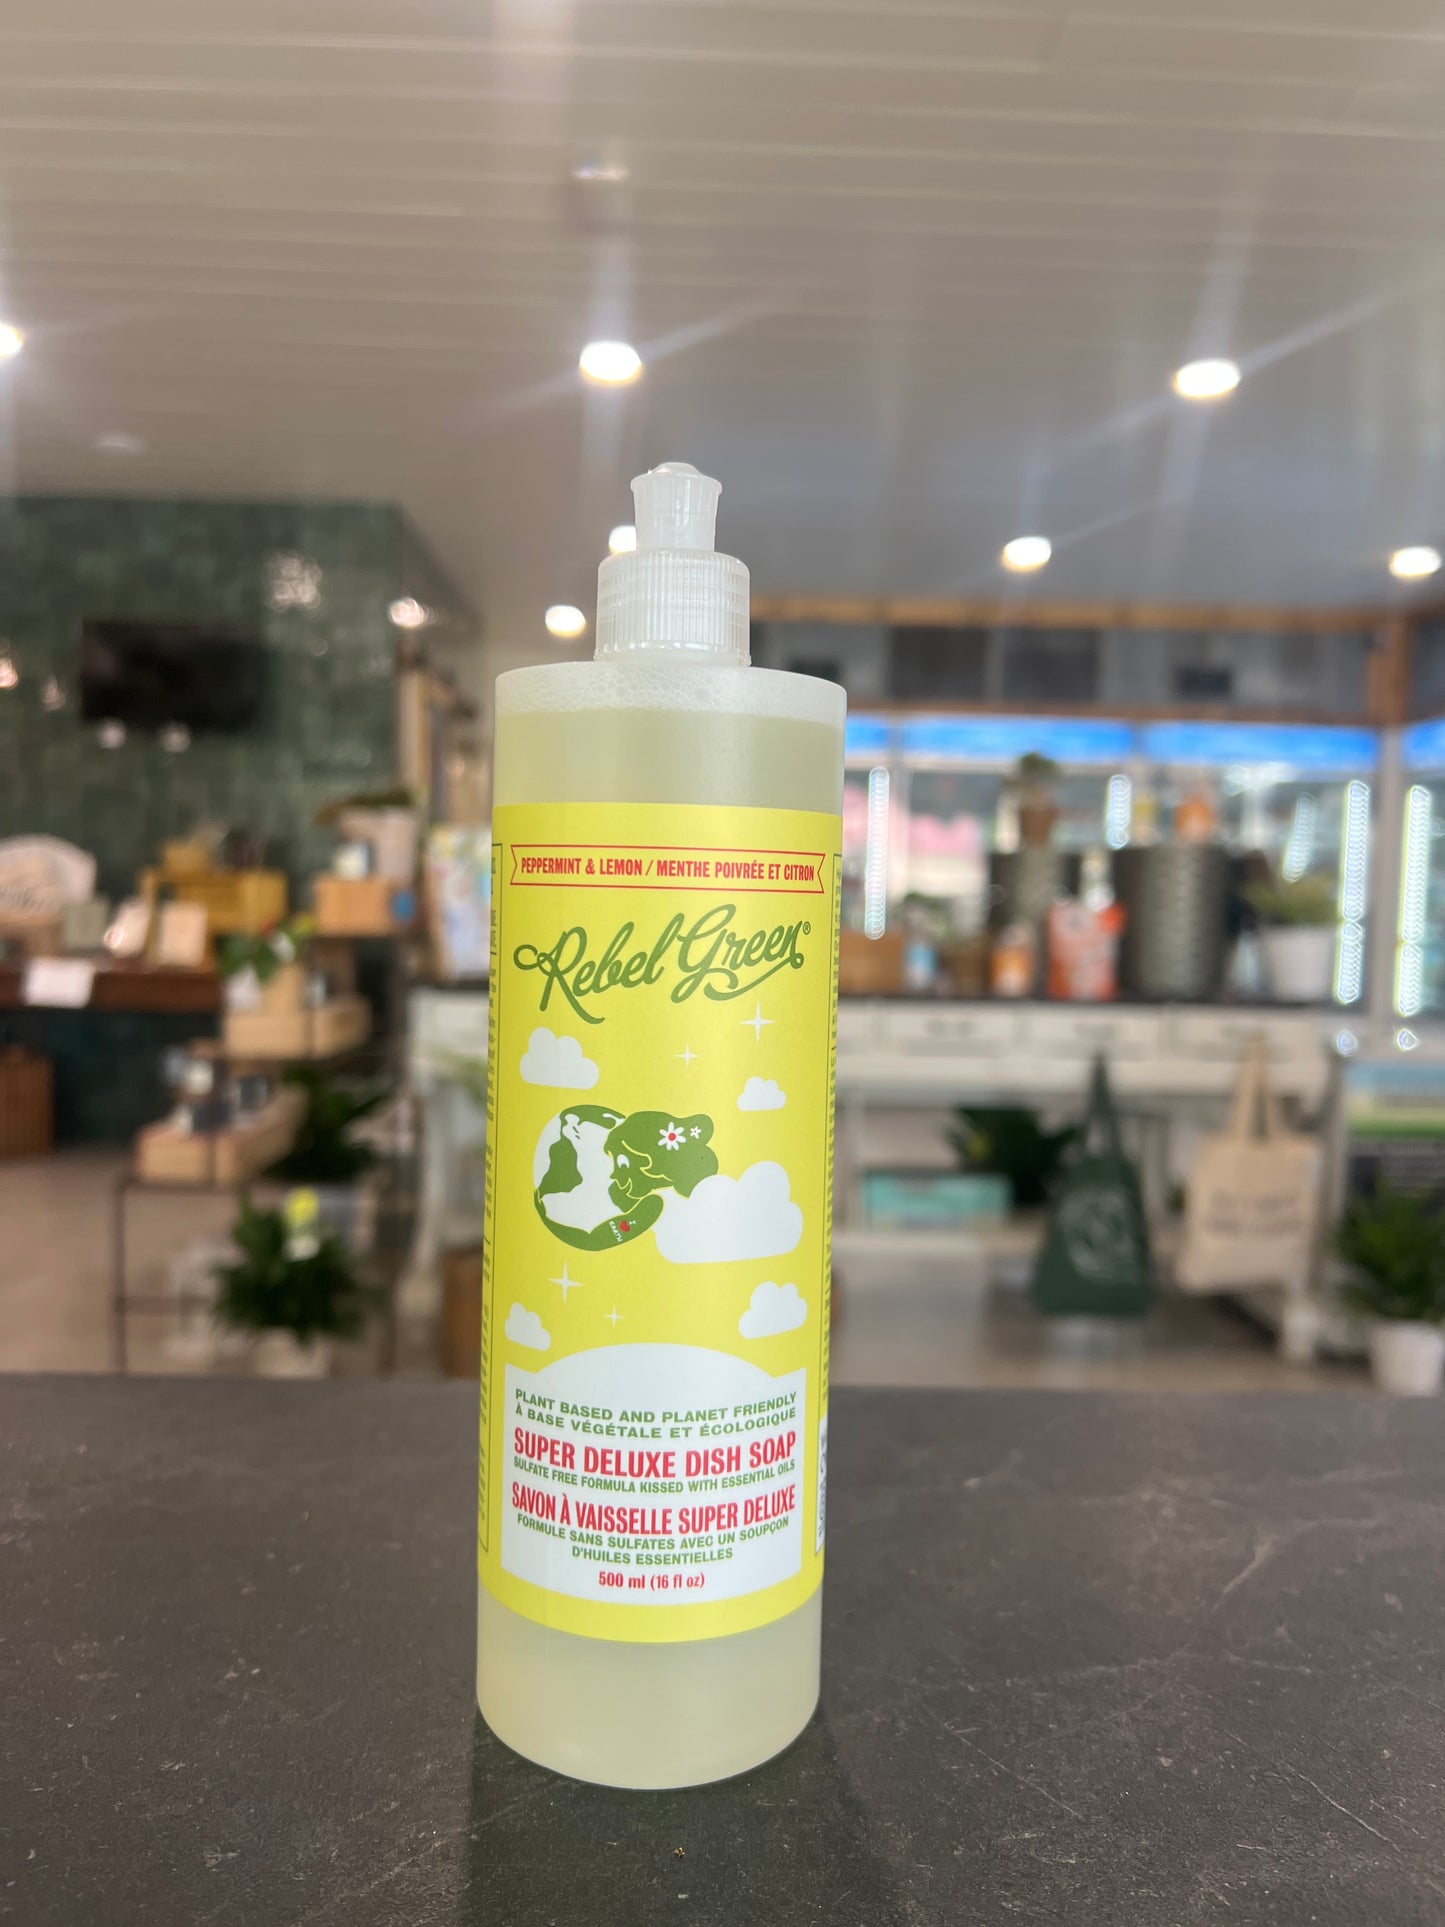 PEPPERMINT & LEMON / MENTHE POIVRÉE ET CITRON
Rebel Green®
I ♥
EARTH
PLANT BASED AND PLANET FRIENDLY
À BASE VÉGÉTALE ET ÉCOLOGIQUE
SUPER DELUXE DISH SOAP
SULFATE FREE FORMULA KISSED WITH ESSENTIAL OILS
SAVON À VAISSELLE SUPER DELUXE
FORMULE SANS SULFATES AVEC UN SOUPÇON
D'HUILES ESSENTIELLES
500 ml (16 fl oz)